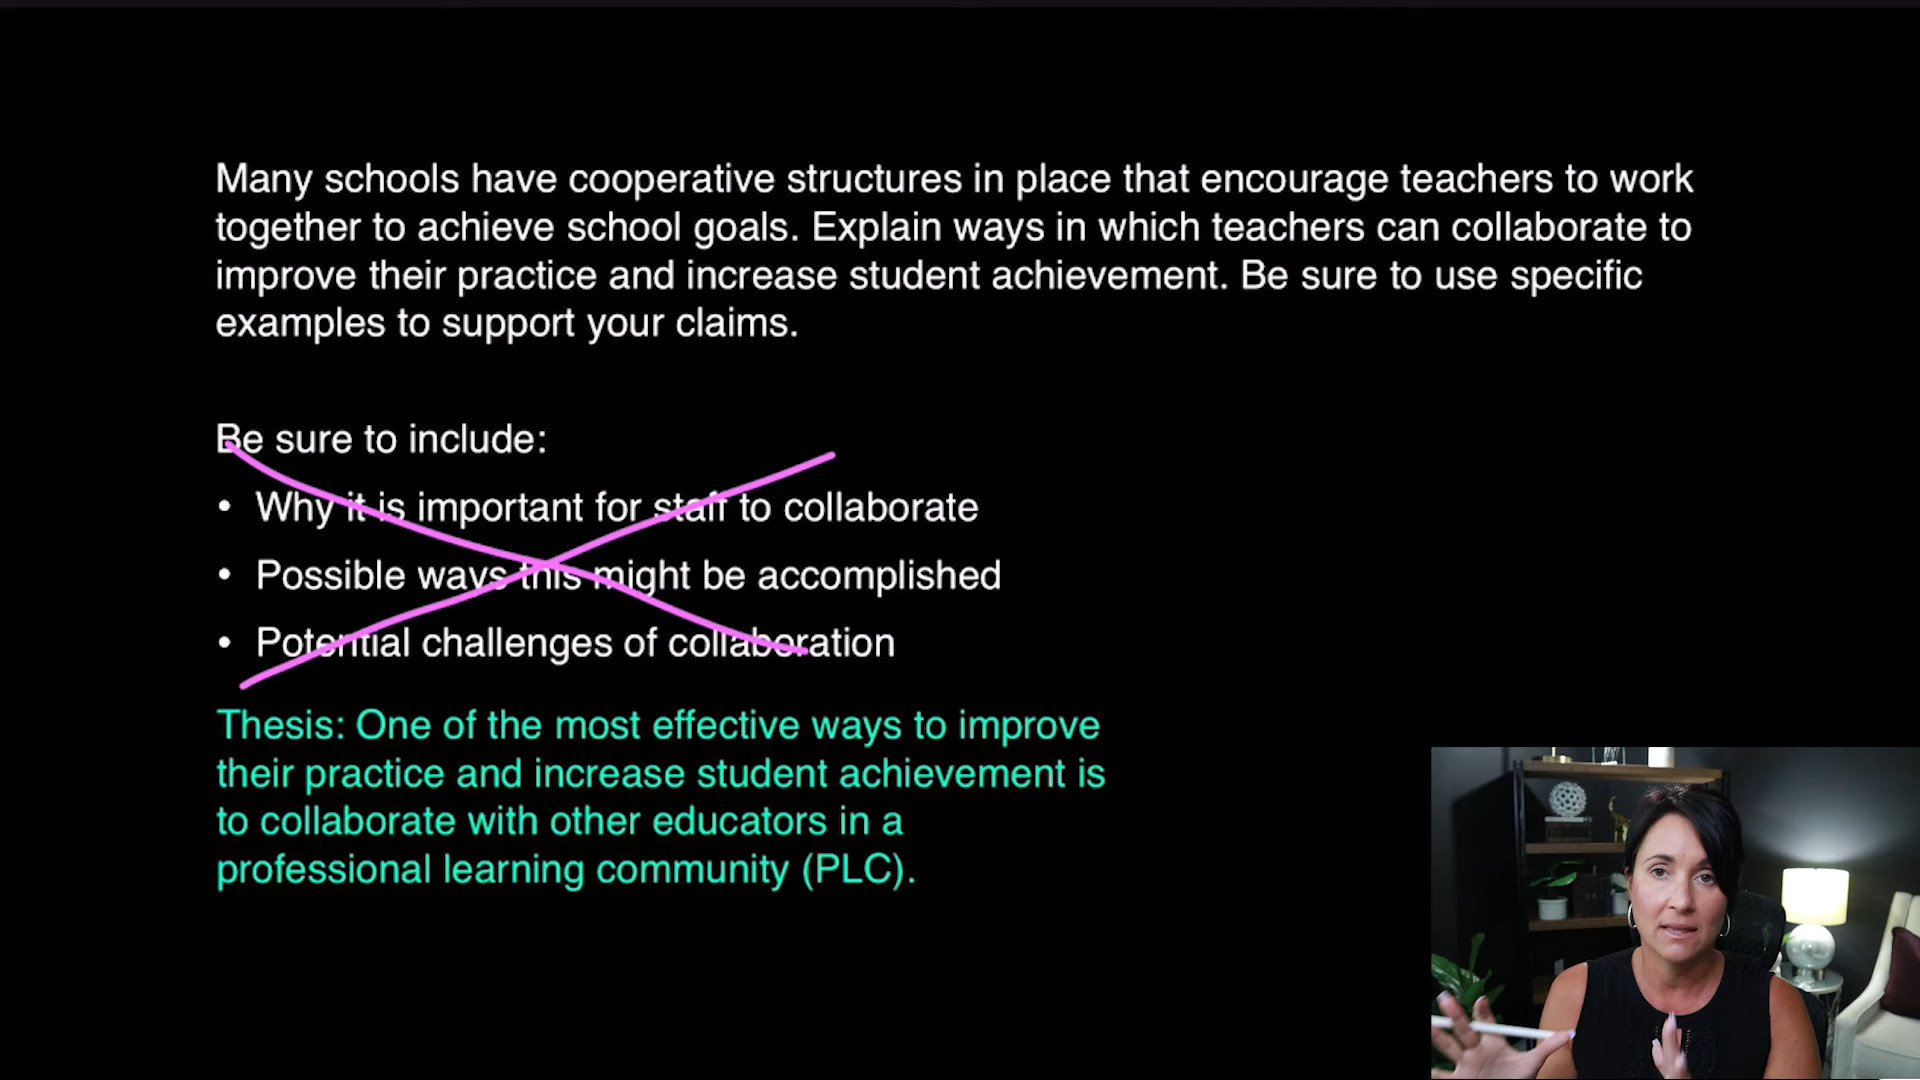 Many schools have cooperative structures in place that encourage teachers to work
together to achieve school goals. Explain ways in which teachers can collaborate to
improve their practice and increase student achievement. Be sure to use specific
examples to support your claims.
Be sure to include:
• Why it is important for staff to collaborate
• Possible ways this might be accomplished
• Potential challenges of collaboration
Thesis: One of the most effective ways to improve
their practice and increase student achievement is
to collaborate with other educators in a
professional learning community (PLC).